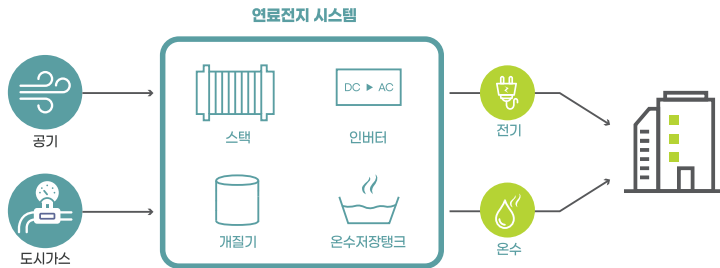 연료전지 시스템
공기
도시가스
스택
DC ▶ AC
인버터
개질기
온수저장탱크
전기
온수